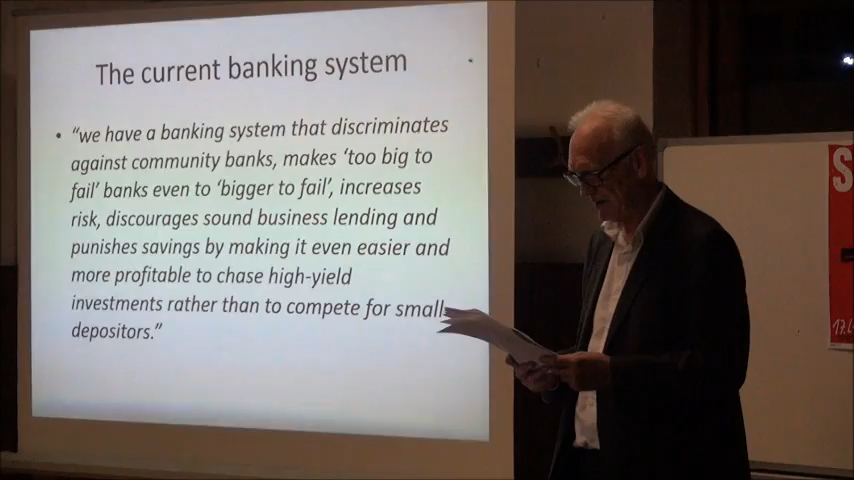 The current banking system
• “we have a banking system that discriminates
against community banks, makes ‘too big to
fail’ banks even to ‘bigger to fail’, increases
risk, discourages sound business lending and
punishes savings by making it even easier and
more profitable to chase high-yield
investments rather than to compete for small
depositors.”
S
17.